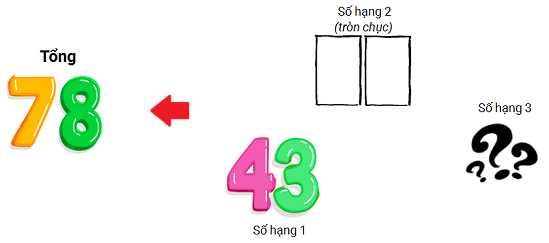 Số hạng 2
(tròn chục)
Tổng
78
Số hạng 3
???
43
Số hạng 1